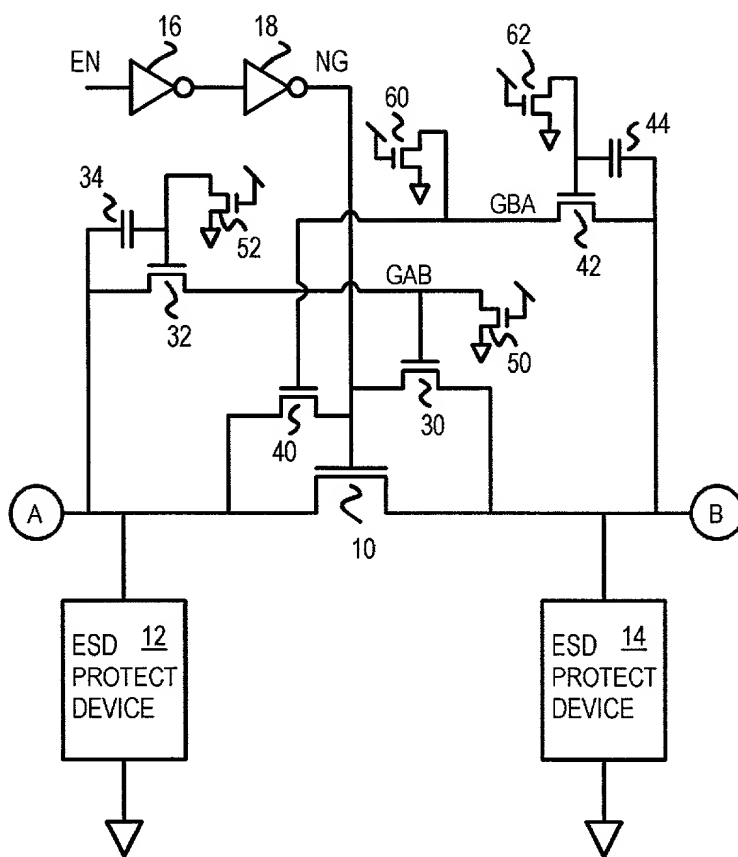 16
18
62
EN
NG
60
44
34
52
GBA
42
GAB
32
50
40
30
A
10
B
ESD 12
PROTECT
DEVICE
ESD 14
PROTECT
DEVICE